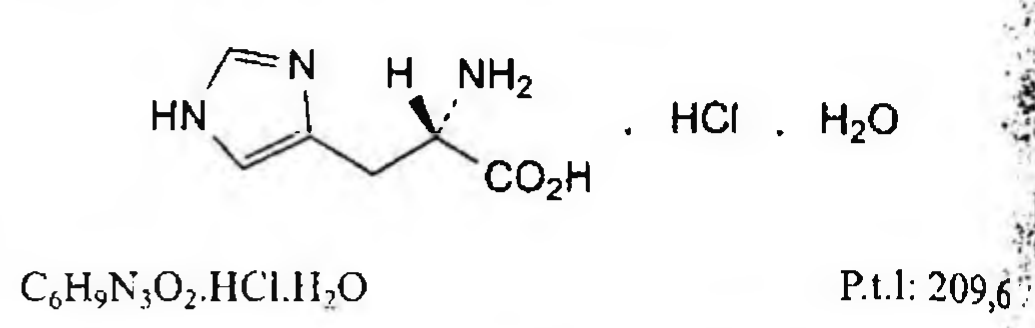 N H NH₂
HN . HCl . H₂O
CO₂H
C₆H₉N₃O₂.HCl.H₂O P.t.l: 209,6